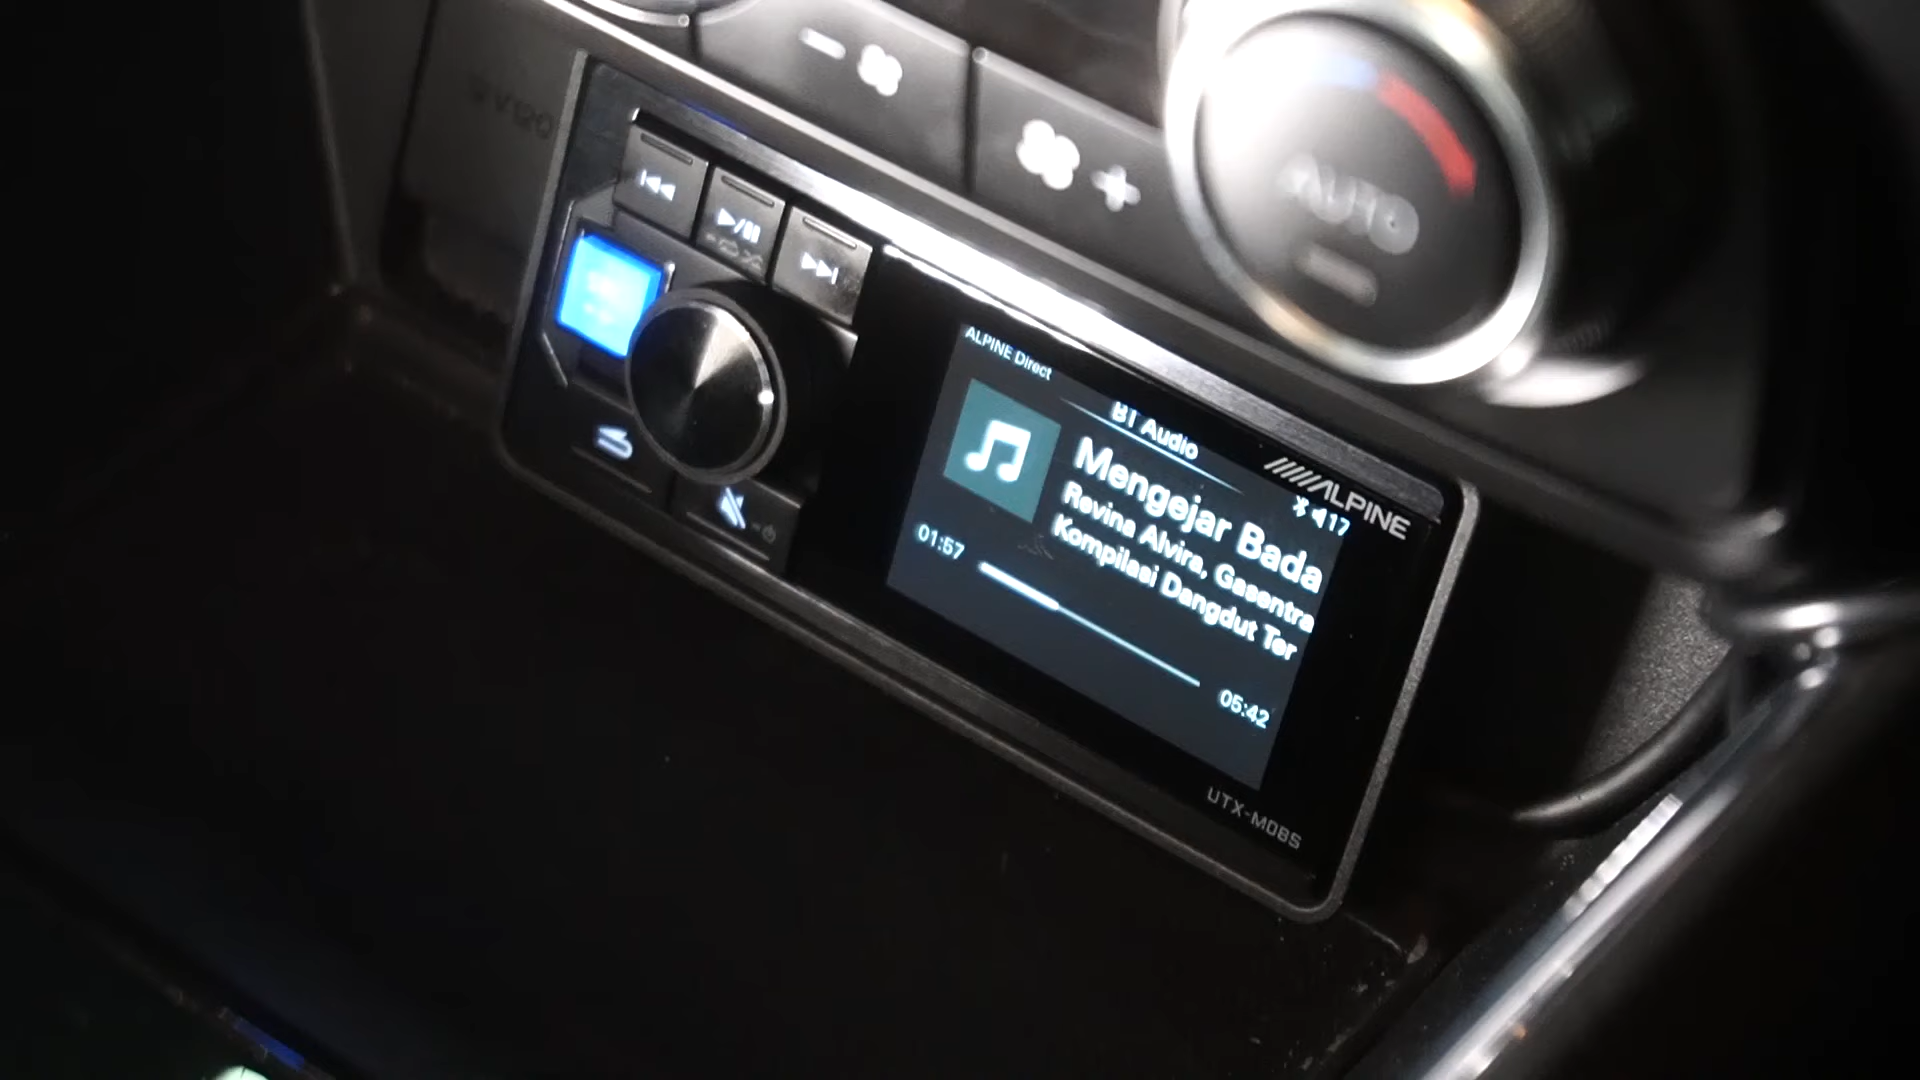 AUTO
ALPINE Direct
BT Audio
ALPINE
17
Mengejar Bada
Revina Alvira, Gasentra
Kompilasi Dangdut Ter
01:57
05:42
UTX-M08S